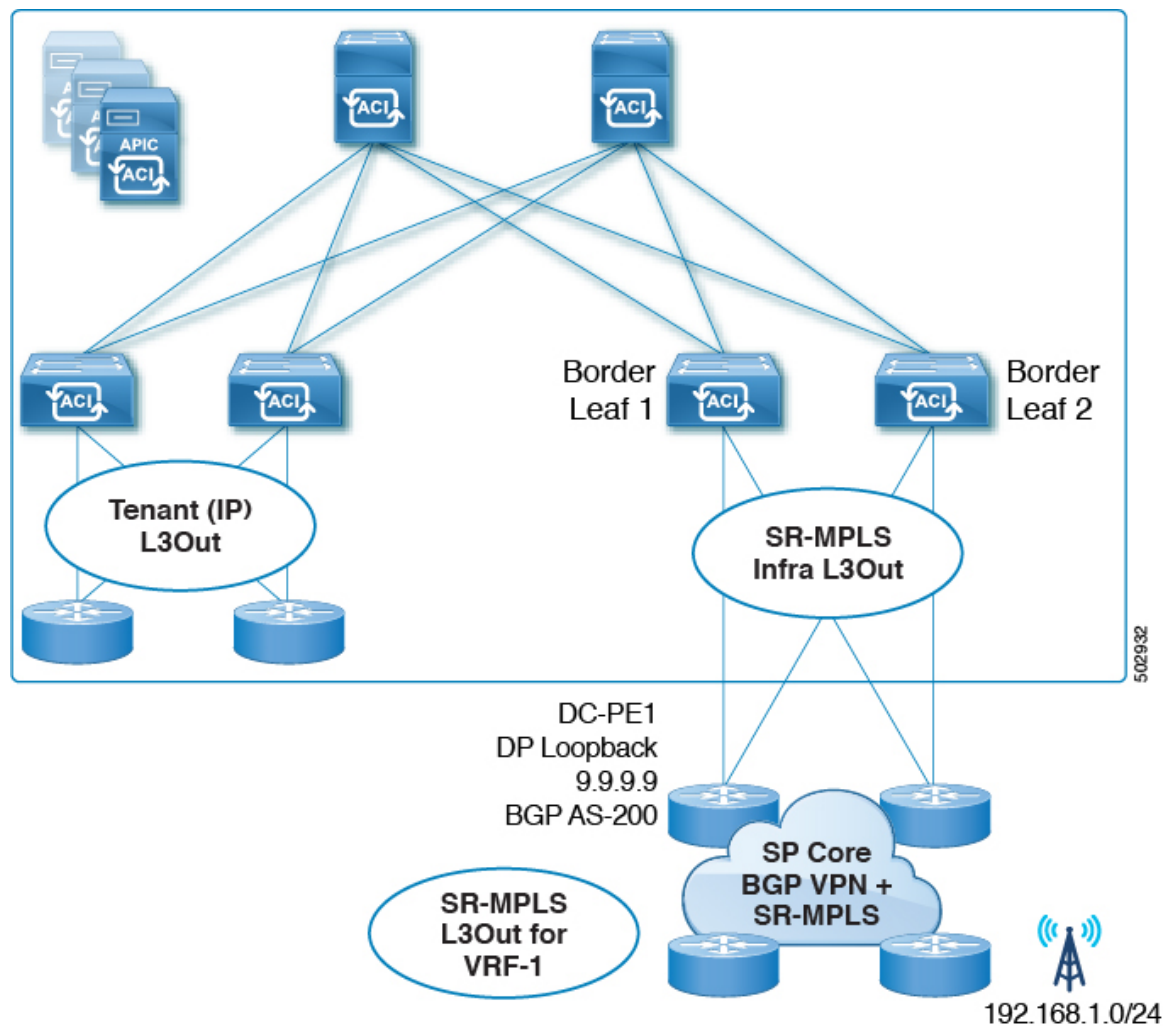 APIC
ACI
ACI
ACI
ACI
ACI
Border
Leaf 1
ACI
ACI
Border
Leaf 2
Tenant (IP)
L3Out
SR-MPLS
Infra L3Out
502932
DC-PE1
DP Loopback
9.9.9.9
BGP AS-200
SP Core
BGP VPN +
SR-MPLS
SR-MPLS
L3Out for
VRF-1
192.168.1.0/24